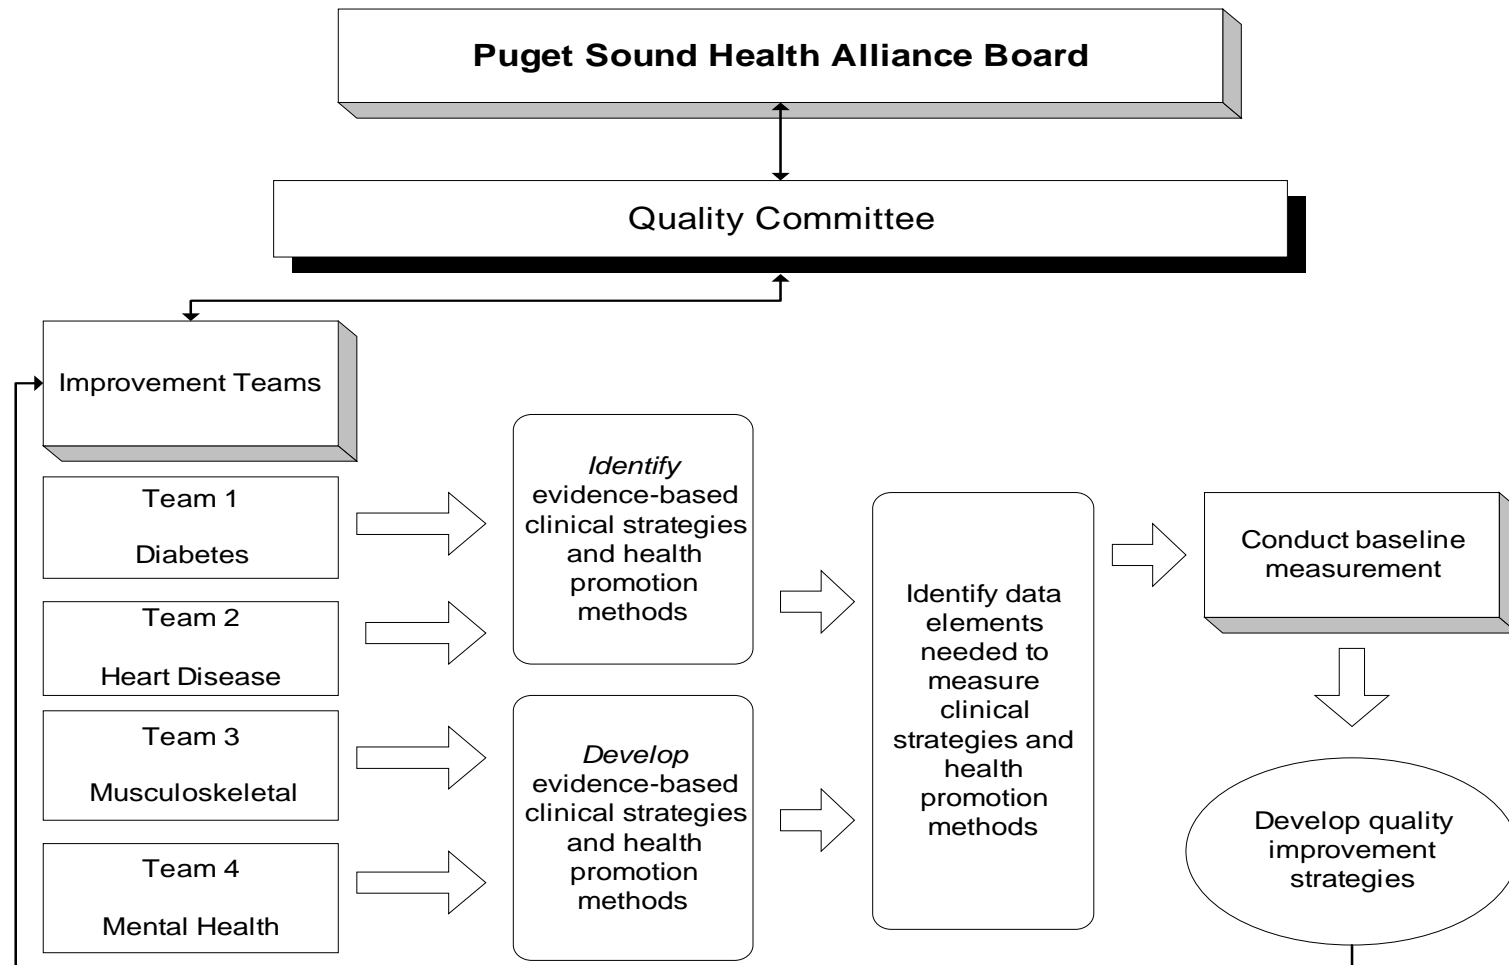 Puget Sound Health Alliance Board
Quality Committee
Improvement Teams
Team 1
Diabetes
Team 2
Heart Disease
Team 3
Musculoskeletal
Team 4
Mental Health
Identify
evidence-based
clinical strategies
and health
promotion
methods
Develop
evidence-based
clinical strategies
and health
promotion
methods
Identify data
elements
needed to
measure
clinical
strategies and
health
promotion
methods
Conduct baseline
measurement
Develop quality
improvement
strategies